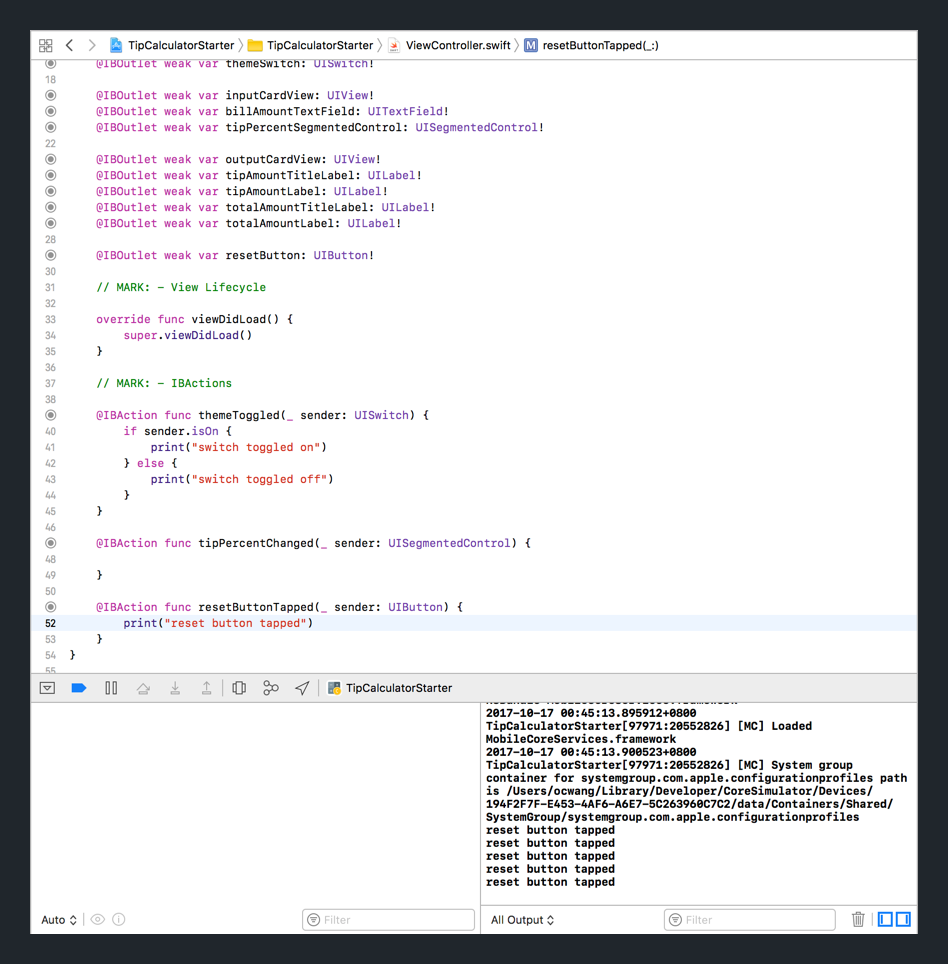 TipCalculatorStarter TipCalculatorStarter ViewController.swift M resetButtonTapped(_:)
@IBOutlet weak var themeSwitch: UISwitch!
18
@IBOutlet weak var inputCardView: UIView!
@IBOutlet weak var billAmountTextField: UITextField!
@IBOutlet weak var tipPercentSegmentedControl: UISegmentedControl!
22
@IBOutlet weak var outputCardView: UIView!
@IBOutlet weak var tipAmountTitleLabel: UILabel!
@IBOutlet weak var tipAmountLabel: UILabel!
@IBOutlet weak var totalAmountTitleLabel: UILabel!
@IBOutlet weak var totalAmountLabel: UILabel!
28
@IBOutlet weak var resetButton: UIButton!
30
31 // MARK: - View Lifecycle
32
33 override func viewDidLoad() {
34 super.viewDidLoad()
35 }
36
37 // MARK: - IBActions
38
@IBAction func themeToggled(_ sender: UISwitch) {
40 if sender.isOn {
41 print("switch toggled on")
42 } else {
43 print("switch toggled off")
44 }
45 }
46
@IBAction func tipPercentChanged(_ sender: UISegmentedControl) {
48
49 }
50
@IBAction func resetButtonTapped(_ sender: UIButton) {
52 print("reset button tapped")
53 }
54 }
55
TipCalculatorStarter
2017-10-17 00:45:13.895912+0800
TipCalculatorStarter[97971:20552826] [MC] Loaded
MobileCoreServices.framework
2017-10-17 00:45:13.900523+0800
TipCalculatorStarter[97971:20552826] [MC] System group
container for systemgroup.com.apple.configurationprofiles path
is /Users/ocwang/Library/Developer/CoreSimulator/Devices/
194F2F7F-E453-4AF6-A6E7-5C263960C7C2/data/Containers/Shared/
SystemGroup/systemgroup.com.apple.configurationprofiles
reset button tapped
reset button tapped
reset button tapped
reset button tapped
reset button tapped
Auto Filter All Output Filter